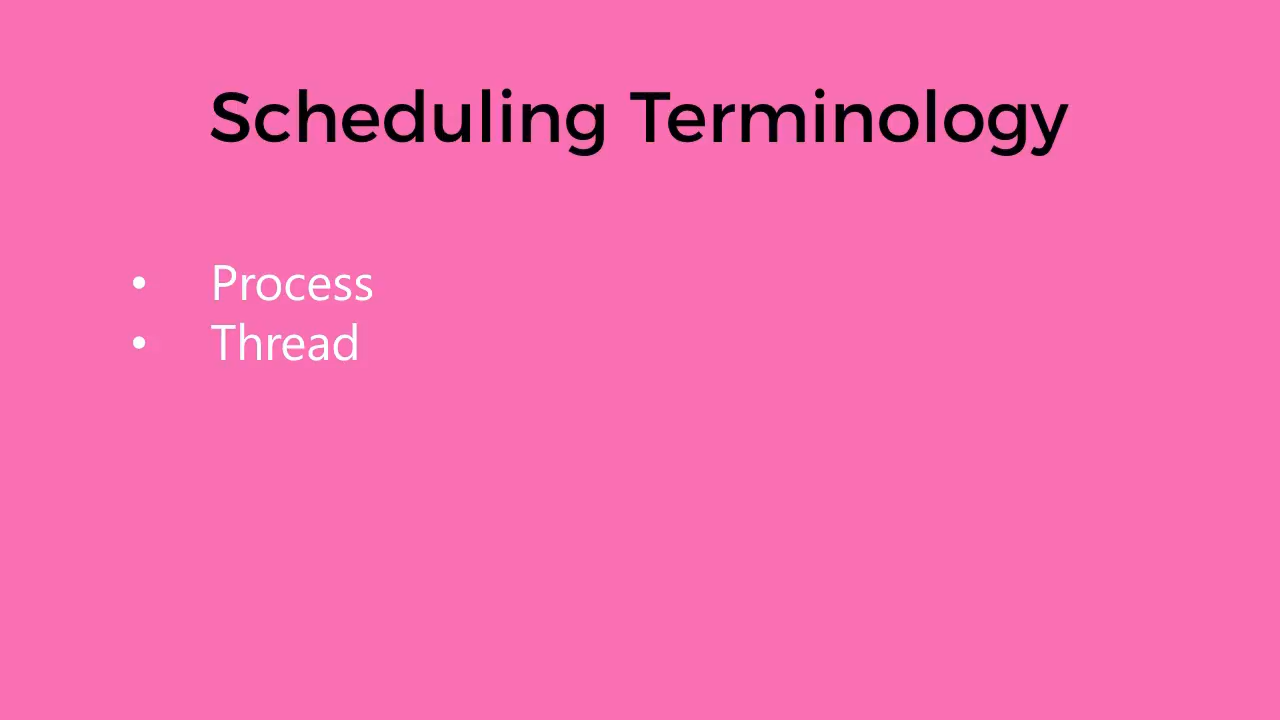 Scheduling Terminology
• Process
• Thread